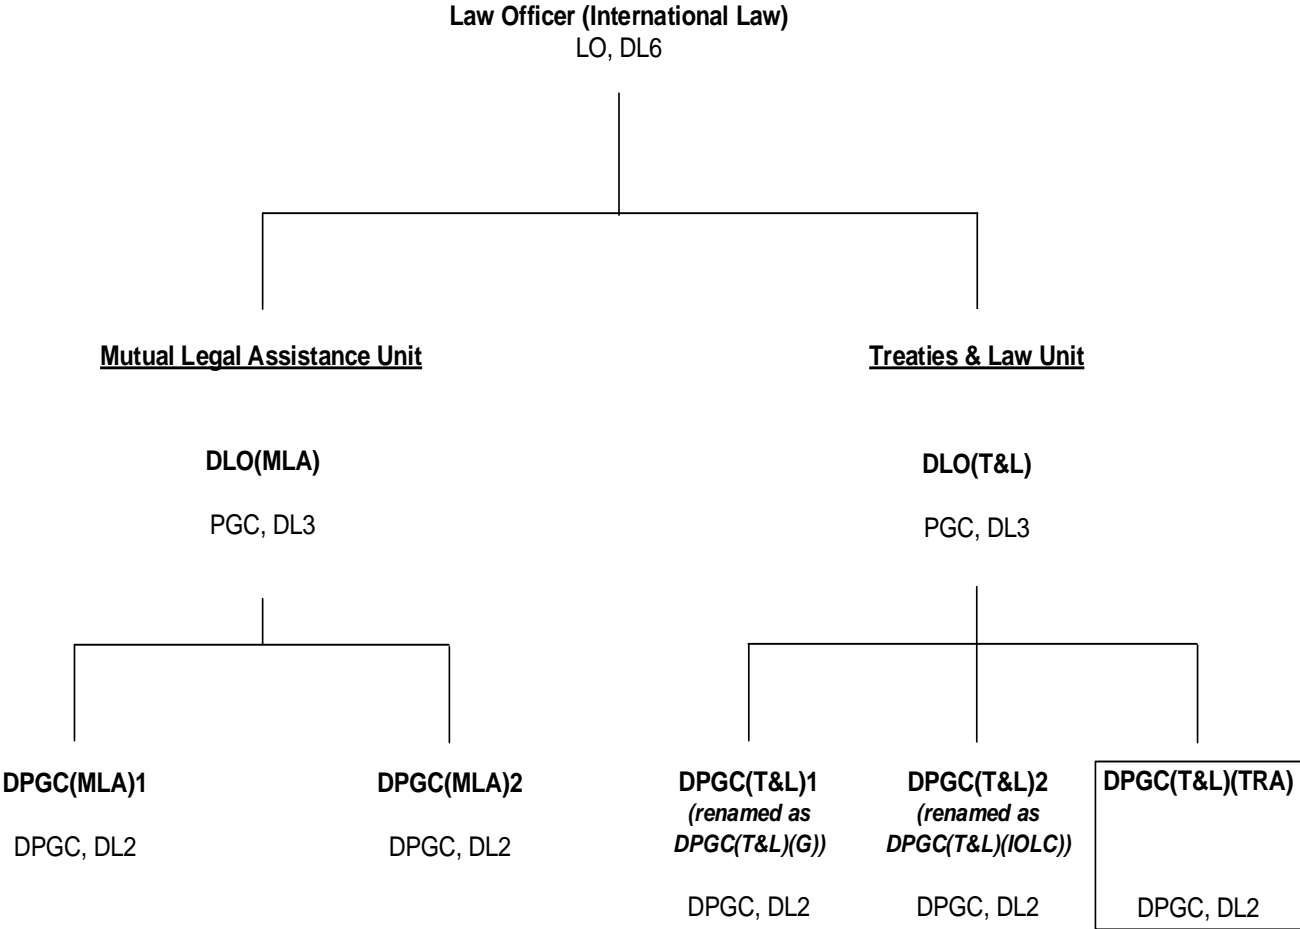 Law Officer (International Law)
LO, DL6
Mutual Legal Assistance Unit
Treaties & Law Unit
DLO(MLA)
DLO(T&L)
PGC, DL3
PGC, DL3
DPGC(MLA)1
DPGC, DL2
DPGC(MLA)2
DPGC, DL2
DPGC(T&L)1
(renamed as
DPGC(T&L)(G))
DPGC, DL2
DPGC(T&L)2
(renamed as
DPGC(T&L)(IOLC))
DPGC, DL2
DPGC(T&L)(TRA)
DPGC, DL2